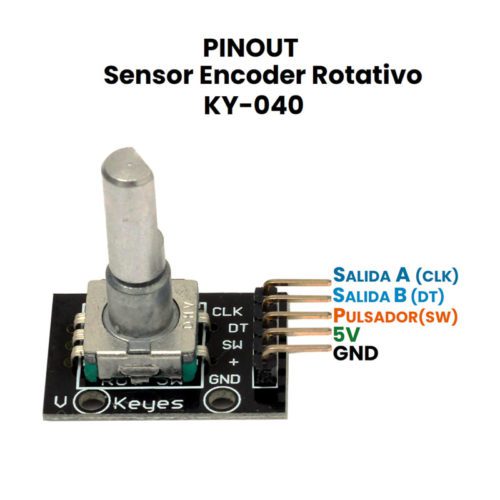 PINOUT
Sensor Encoder Rotativo
KY-040
SALIDA A (CLK)
SALIDA B (DT)
PULSADOR(SW)
5V
GND
CLK
DT
SW
+
GND
SW
V Keyes